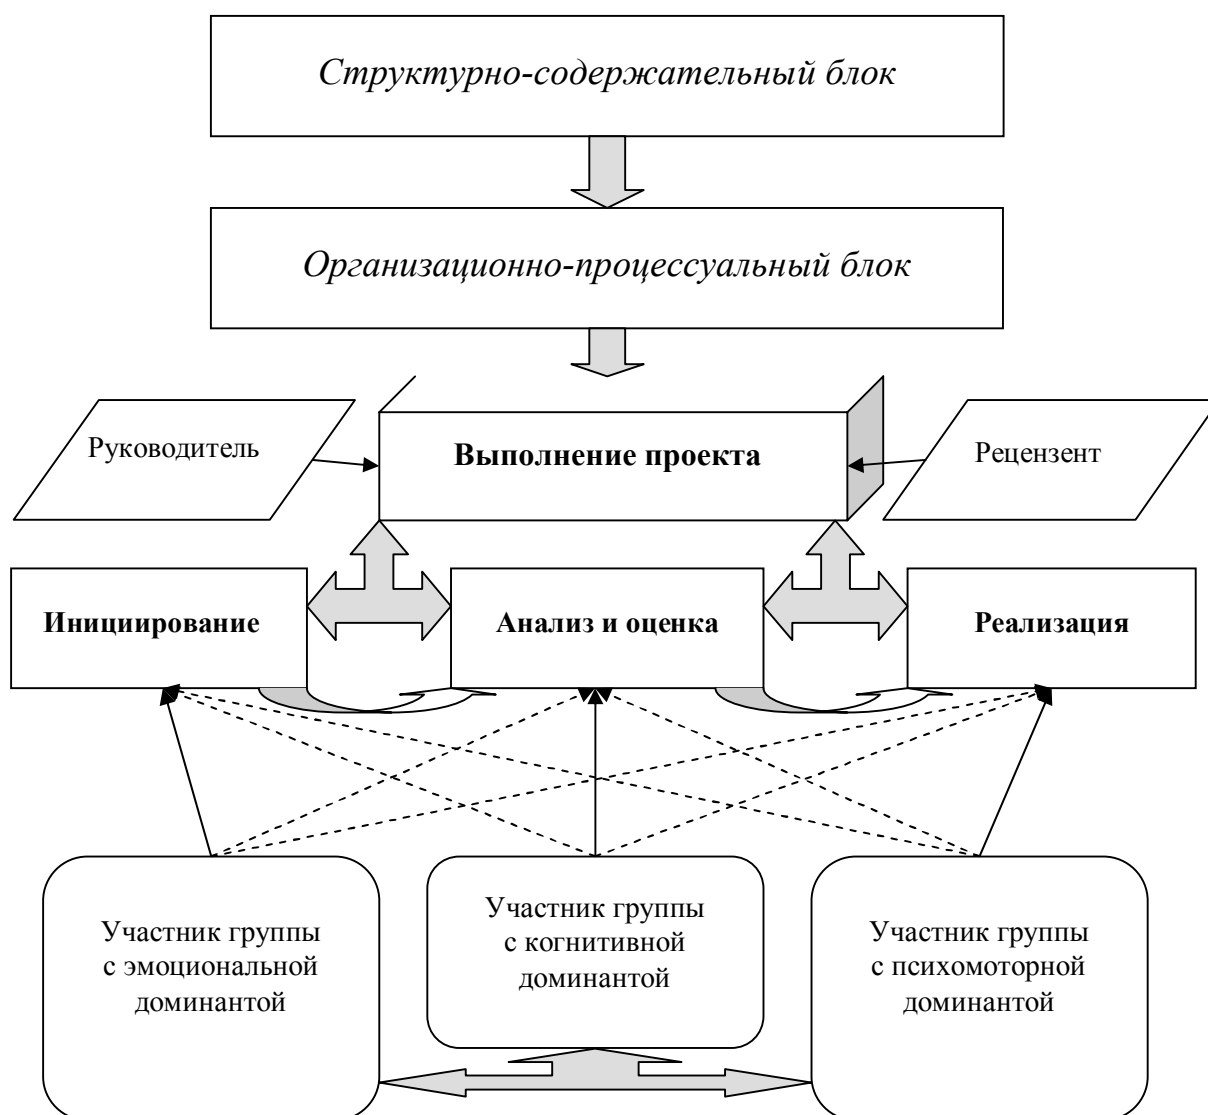 Структурно-содержательный блок
Организационно-процессуальный блок
Руководитель
Выполнение проекта
Рецензент
Инициирование
Анализ и оценка
Реализация
Участник группы
с эмоциональной
доминантой
Участник группы
с когнитивной
доминантой
Участник группы
с психомоторной
доминантой